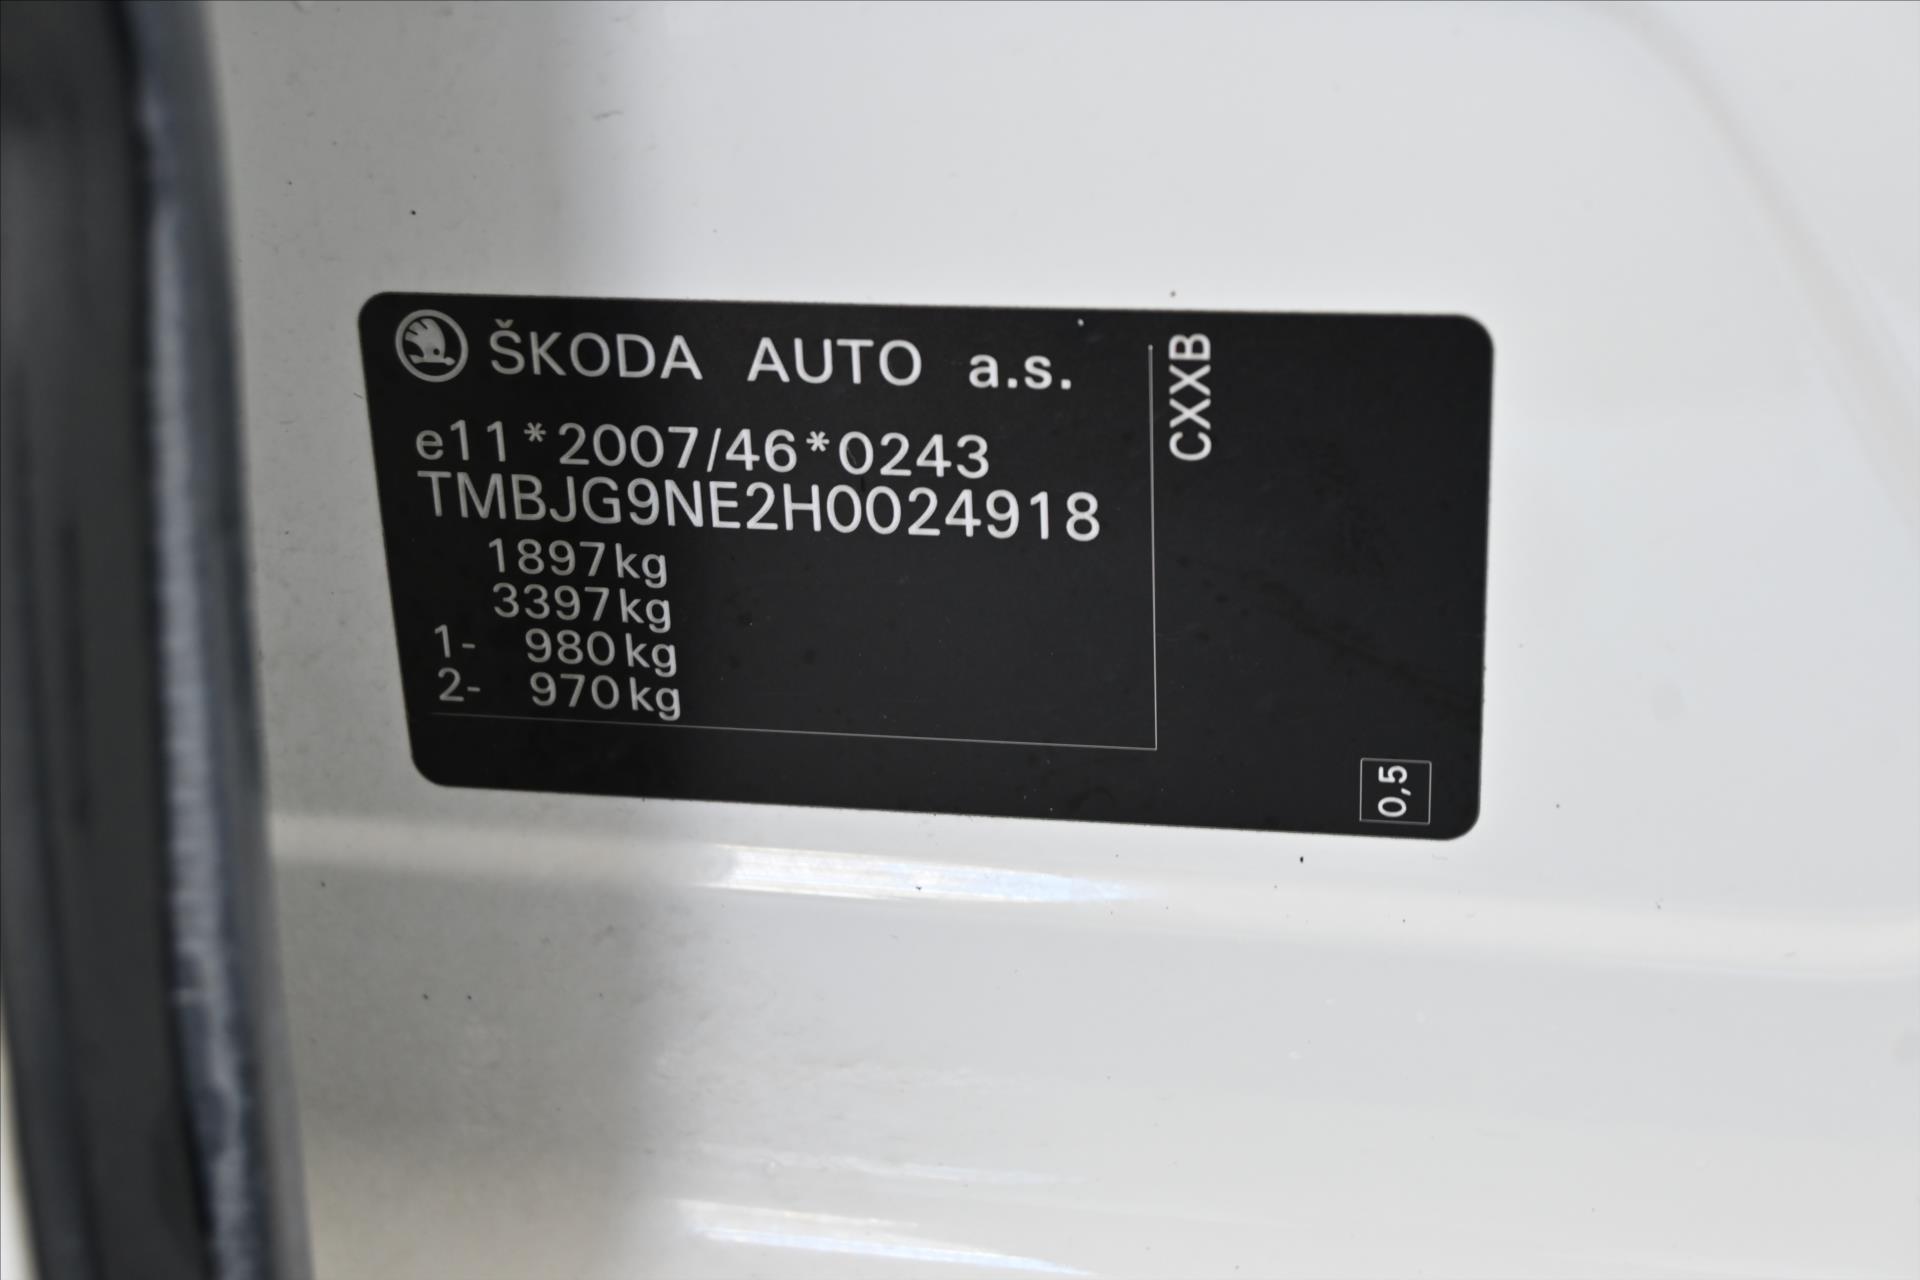 ŠKODA AUTO a.s.
e11*2007/46*0243
TMBJG9NE2H0024918
1897kg
3397kg
1- 980kg
2- 970kg
CXXB
0,5